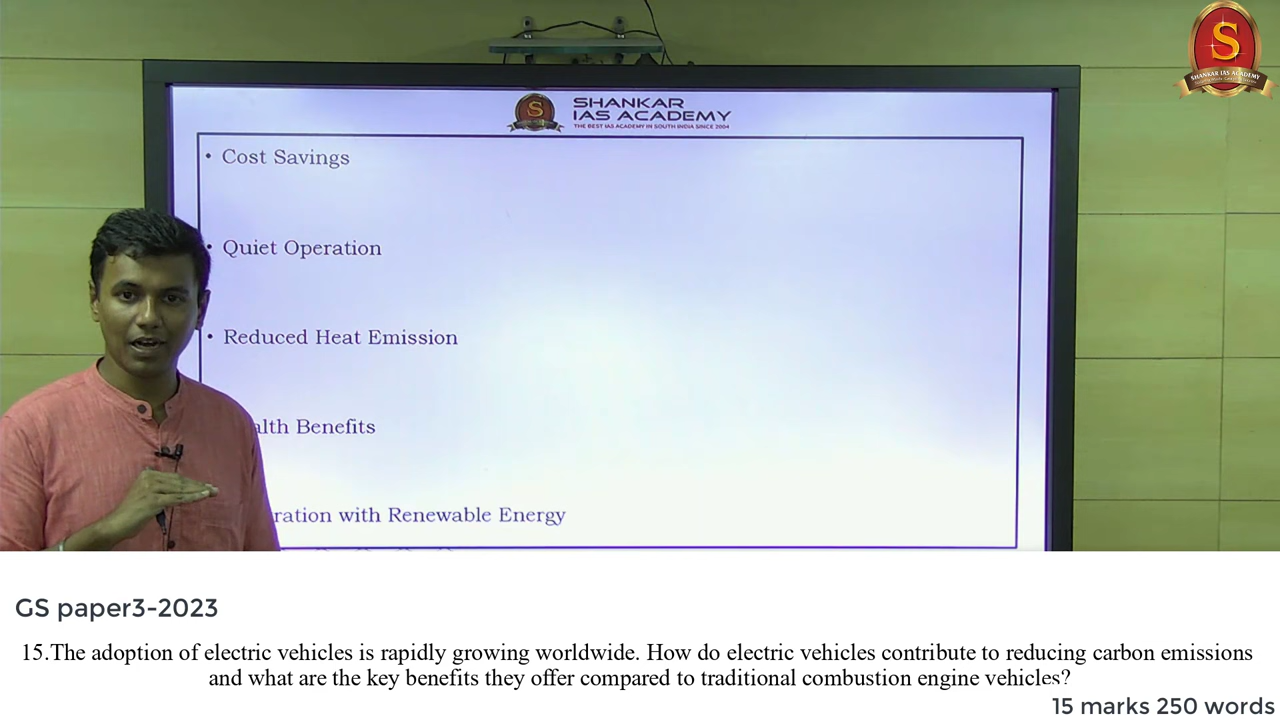 SHANKAR IAS ACADEMY
SHANKAR
IAS ACADEMY
THE BEST IAS ACADEMY IN SOUTH INDIA SINCE 2004
• Cost Savings
• Quiet Operation
• Reduced Heat Emission
alth Benefits
ration with Renewable Energy
GS paper3-2023
15.The adoption of electric vehicles is rapidly growing worldwide. How do electric vehicles contribute to reducing carbon emissions
and what are the key benefits they offer compared to traditional combustion engine vehicles?
15 marks 250 words